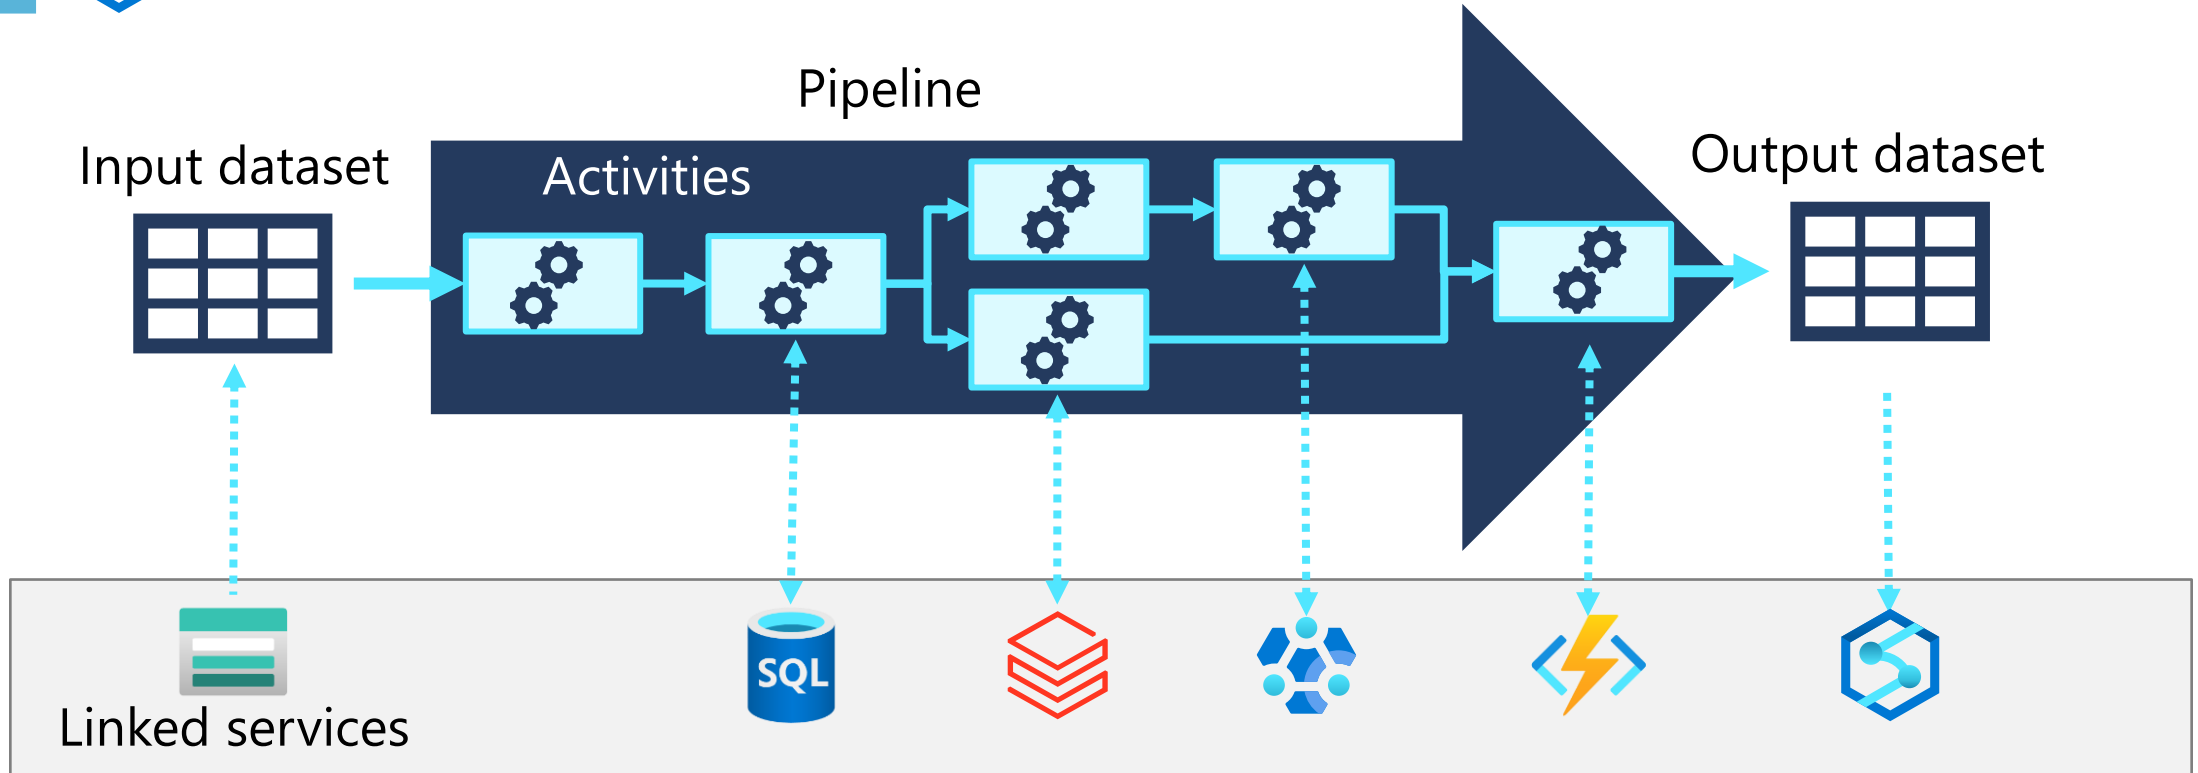 Pipeline
Input dataset
Activities
Output dataset
SQL
Linked services